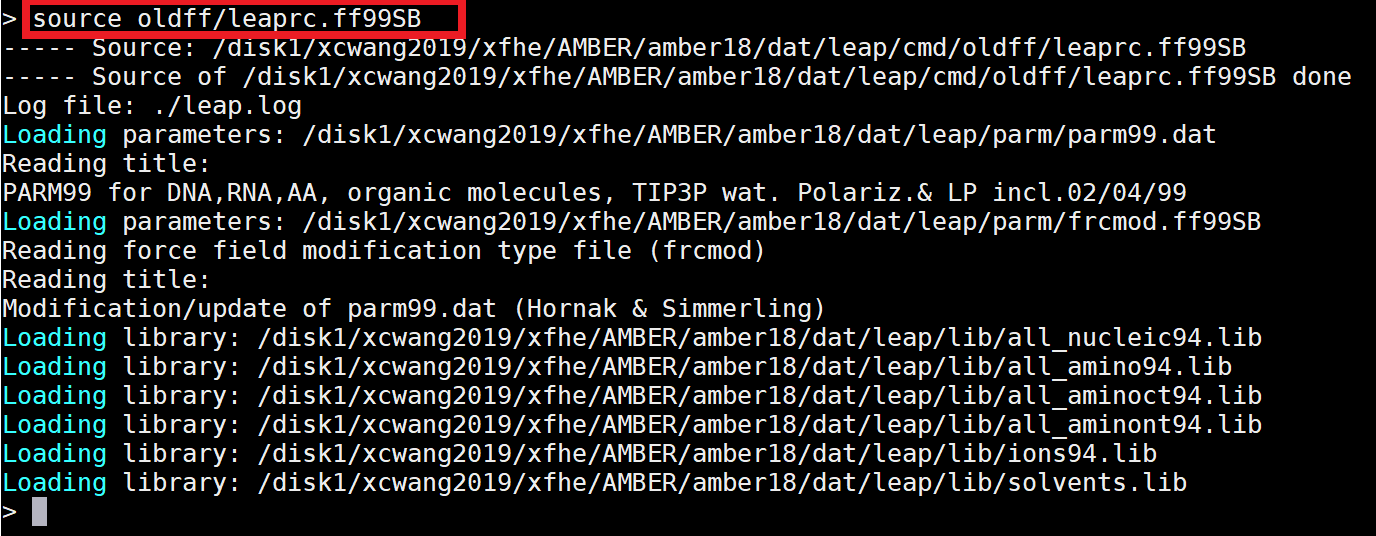 > source oldff/leaprc.ff99SB
----- Source: /disk1/xcwang2019/xfhe/AMBER/amber18/dat/leap/cmd/oldff/leaprc.ff99SB
----- Source of /disk1/xcwang2019/xfhe/AMBER/amber18/dat/leap/cmd/oldff/leaprc.ff99SB done
Log file: ./leap.log
Loading parameters: /disk1/xcwang2019/xfhe/AMBER/amber18/dat/leap/parm/parm99.dat
Reading title:
PARM99 for DNA,RNA,AA, organic molecules, TIP3P wat. Polariz.& LP incl.02/04/99
Loading parameters: /disk1/xcwang2019/xfhe/AMBER/amber18/dat/leap/parm/frcmod.ff99SB
Reading force field modification type file (frcmod)
Reading title:
Modification/update of parm99.dat (Hornak & Simmerling)
Loading library: /disk1/xcwang2019/xfhe/AMBER/amber18/dat/leap/lib/all_nucleic94.lib
Loading library: /disk1/xcwang2019/xfhe/AMBER/amber18/dat/leap/lib/all_amino94.lib
Loading library: /disk1/xcwang2019/xfhe/AMBER/amber18/dat/leap/lib/all_aminoct94.lib
Loading library: /disk1/xcwang2019/xfhe/AMBER/amber18/dat/leap/lib/all_aminont94.lib
Loading library: /disk1/xcwang2019/xfhe/AMBER/amber18/dat/leap/lib/ions94.lib
Loading library: /disk1/xcwang2019/xfhe/AMBER/amber18/dat/leap/lib/solvents.lib
>